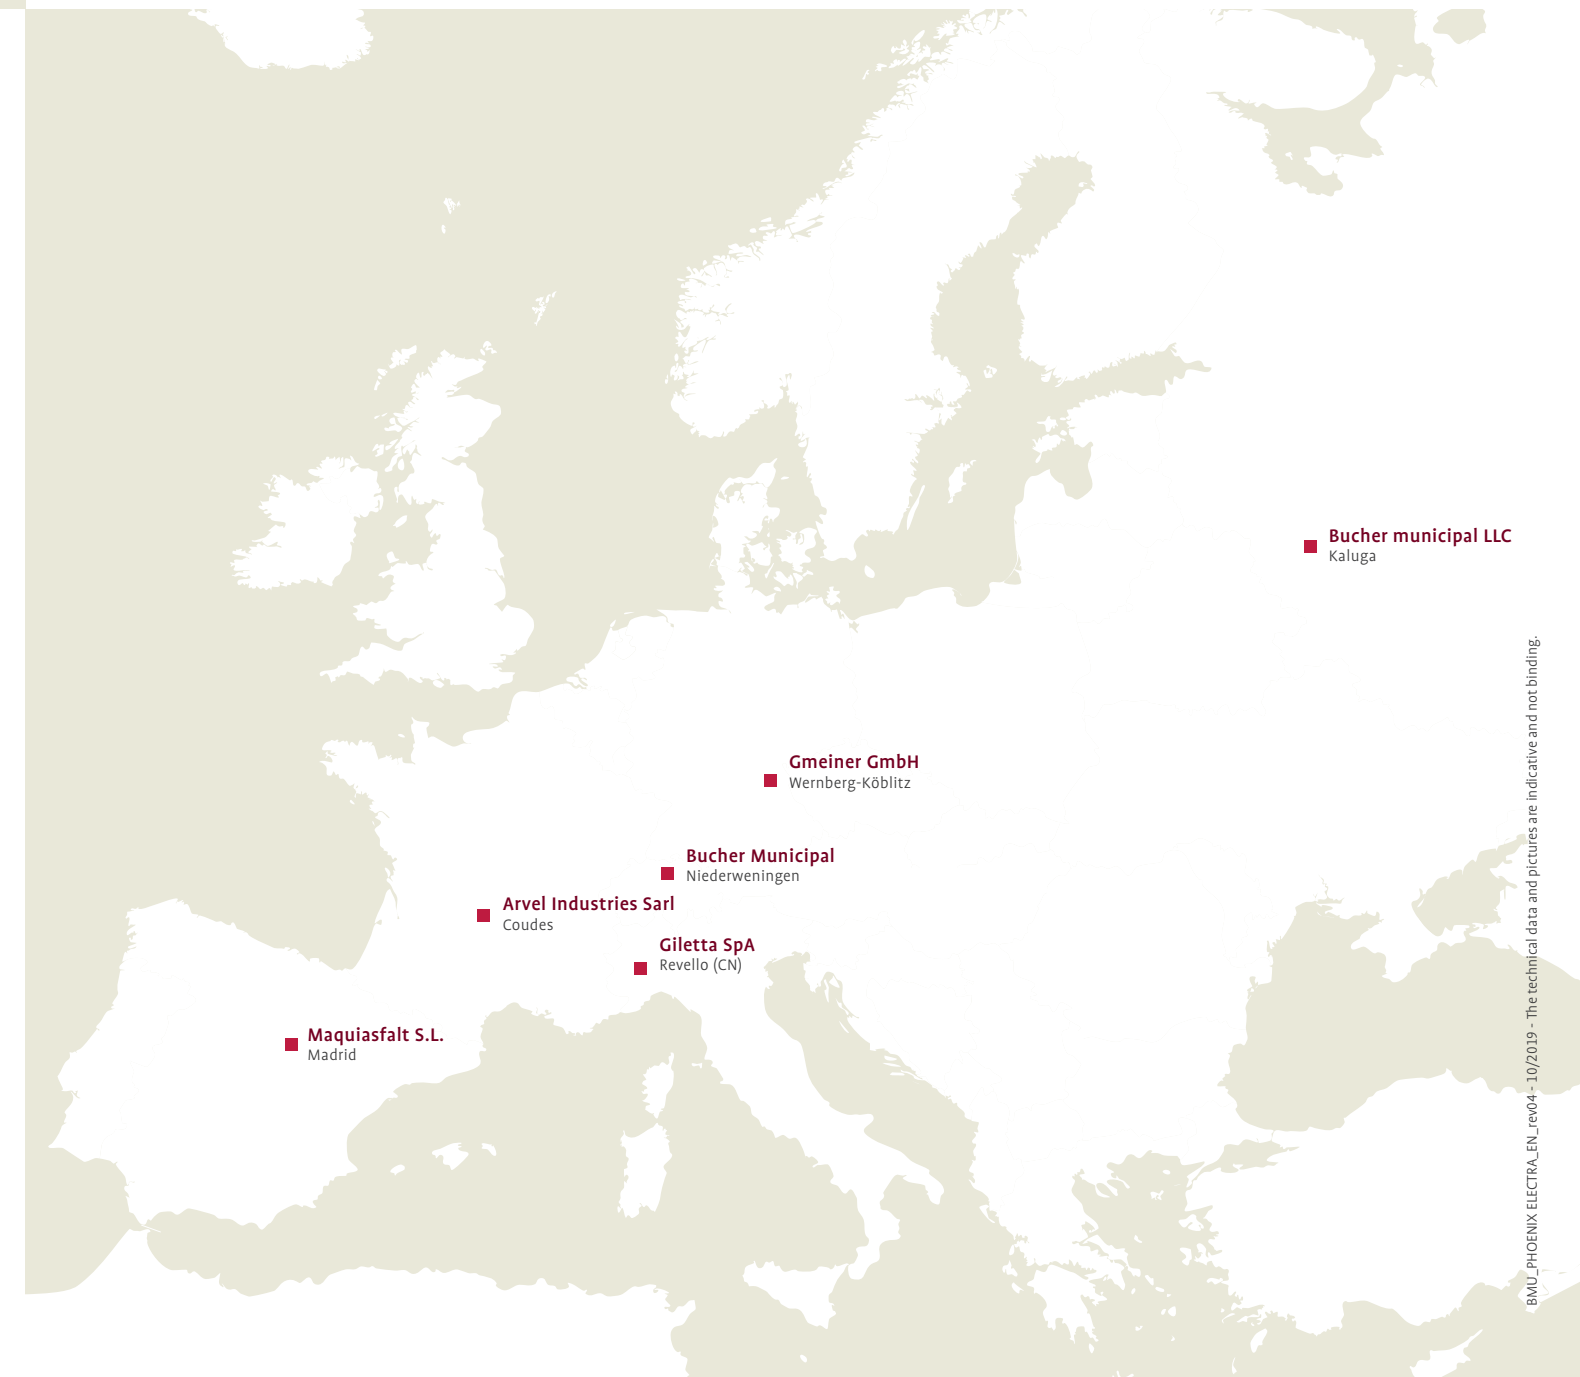 Bucher municipal LLC
Kaluga
Gmeiner GmbH
Wernberg-Köblitz
Bucher Municipal
Niederweningen
Arvel Industries Sarl
Coudes
Giletta SpA
Revello (CN)
Maquiasfalt S.L.
Madrid
BMU_PHOENIX ELECTRA_EN_rev04 - 10/2019 - The technical data and pictures are indicative and not binding.